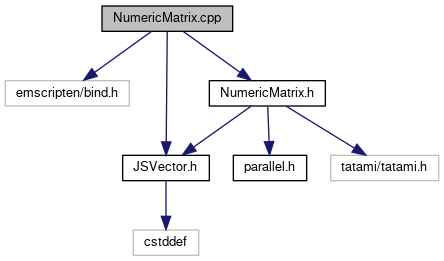 NumericMatrix.cpp
emscripten/bind.h
NumericMatrix.h
JSVector.h
parallel.h
tatami/tatami.h
cstddef